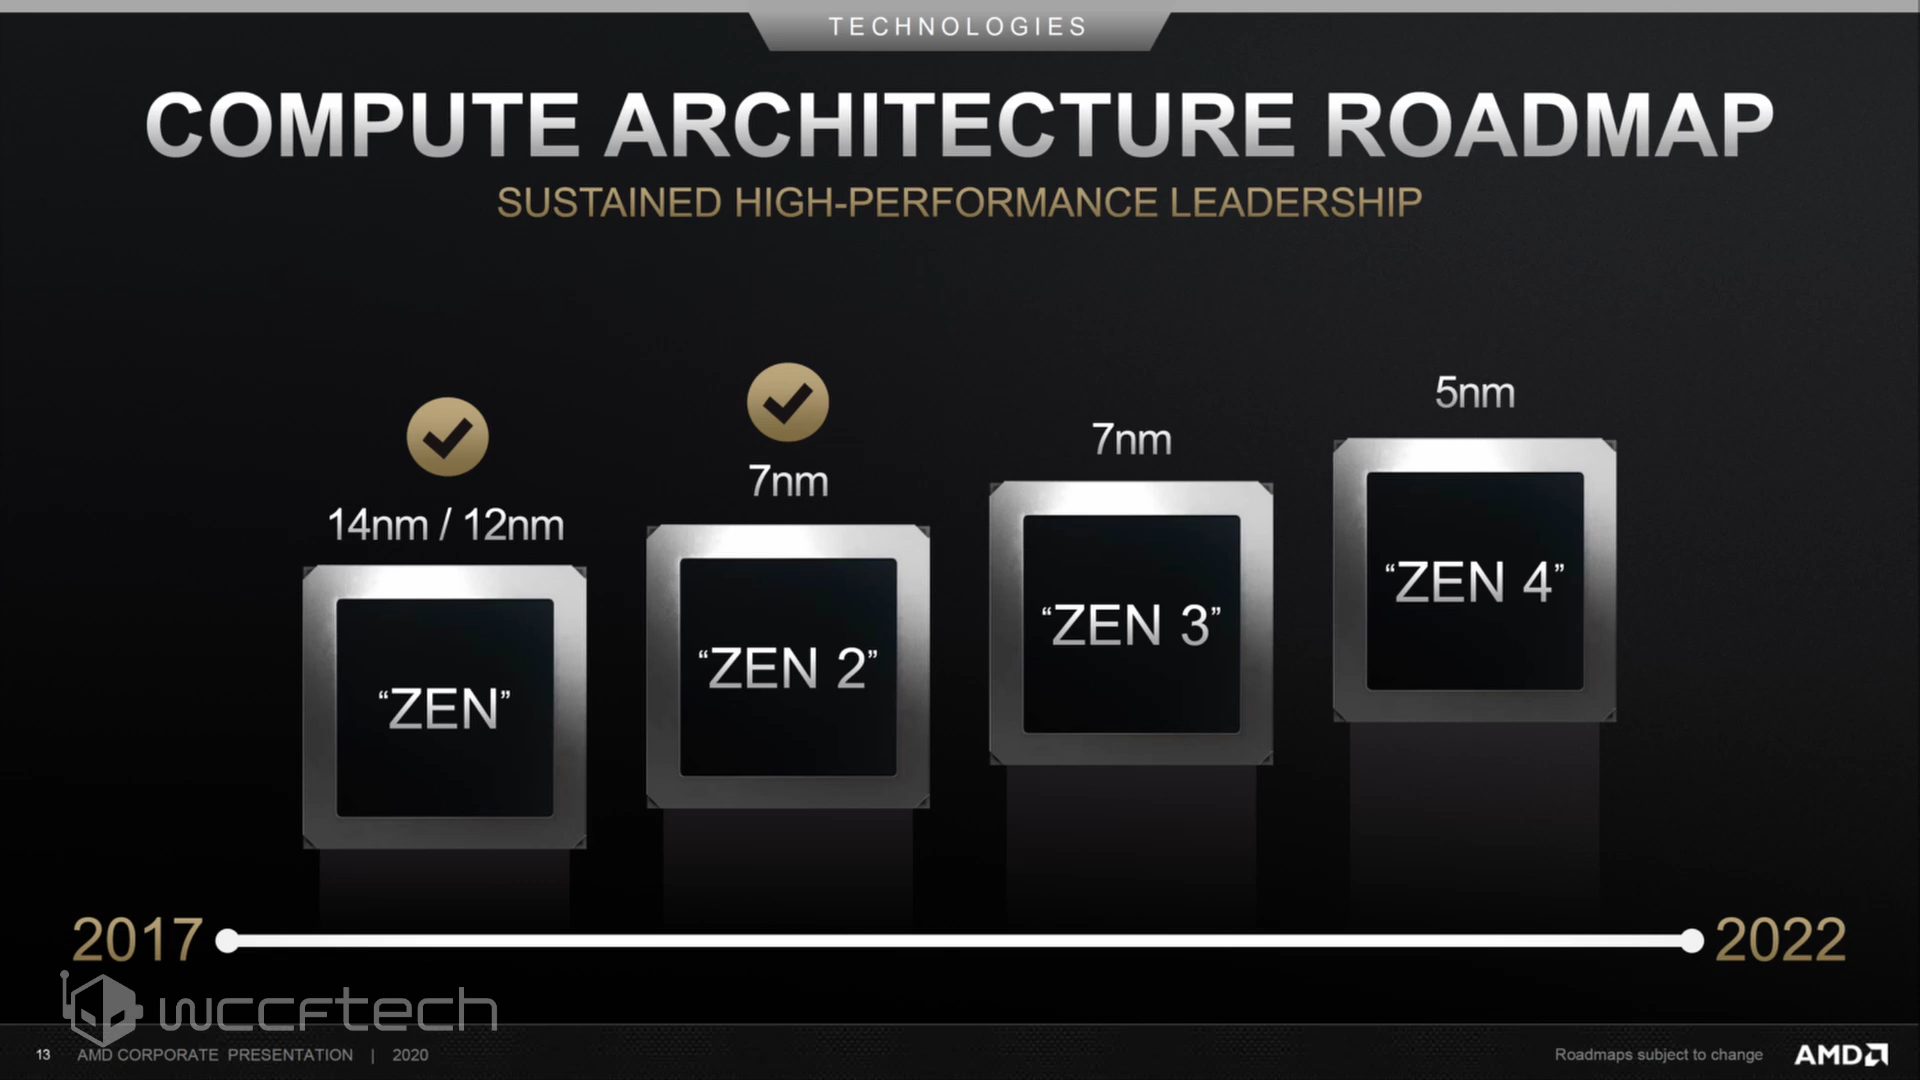 TECHNOLOGIES
COMPUTE ARCHITECTURE ROADMAP
SUSTAINED HIGH-PERFORMANCE LEADERSHIP
14nm / 12nm
“ZEN”
7nm
“ZEN 2”
7nm
“ZEN 3”
5nm
“ZEN 4”
2017
2022
wccftech
13 AMD CORPORATE PRESENTATION | 2020
Roadmaps subject to change
AMD